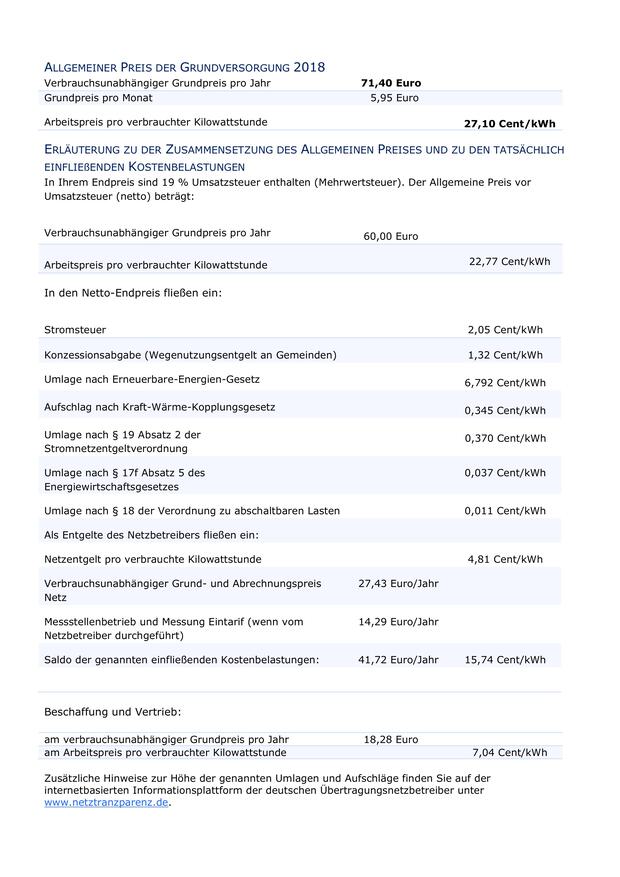 ALLGEMEINER PREIS DER GRUNDVERSORGUNG 2018
Verbrauchsunabhängiger Grundpreis pro Jahr 71,40 Euro
Grundpreis pro Monat 5,95 Euro
Arbeitspreis pro verbrauchter Kilowattstunde 27,10 Cent/kWh
ERLÄUTERUNG ZU DER ZUSAMMENSETZUNG DES ALLGEMEINEN PREISES UND ZU DEN TATSÄCHLICH
EINFLIEßENDEN KOSTENBELASTUNGEN
In Ihrem Endpreis sind 19 % Umsatzsteuer enthalten (Mehrwertsteuer). Der Allgemeine Preis vor
Umsatzsteuer (netto) beträgt:
Verbrauchsunabhängiger Grundpreis pro Jahr 60,00 Euro
Arbeitspreis pro verbrauchter Kilowattstunde 22,77 Cent/kWh
In den Netto-Endpreis fließen ein:
Stromsteuer 2,05 Cent/kWh
Konzessionsabgabe (Wegenutzungsentgelt an Gemeinden) 1,32 Cent/kWh
Umlage nach Erneuerbare-Energien-Gesetz 6,792 Cent/kWh
Aufschlag nach Kraft-Wärme-Kopplungsgesetz 0,345 Cent/kWh
Umlage nach § 19 Absatz 2 der 0,370 Cent/kWh
Stromnetzentgeltverordnung
Umlage nach § 17f Absatz 5 des 0,037 Cent/kWh
Energiewirtschaftsgesetzes
Umlage nach § 18 der Verordnung zu abschaltbaren Lasten 0,011 Cent/kWh
Als Entgelte des Netzbetreibers fließen ein:
Netzentgelt pro verbrauchte Kilowattstunde 4,81 Cent/kWh
Verbrauchsunabhängiger Grund- und Abrechnungspreis 27,43 Euro/Jahr
Netz
Messstellenbetrieb und Messung Eintarif (wenn vom 14,29 Euro/Jahr
Netzbetreiber durchgeführt)
Saldo der genannten einfließenden Kostenbelastungen: 41,72 Euro/Jahr 15,74 Cent/kWh
Beschaffung und Vertrieb:
am verbrauchsunabhängiger Grundpreis pro Jahr 18,28 Euro
am Arbeitspreis pro verbrauchter Kilowattstunde 7,04 Cent/kWh
Zusätzliche Hinweise zur Höhe der genannten Umlagen und Aufschläge finden Sie auf der
internetbasierten Informationsplattform der deutschen Übertragungsnetzbetreiber unter
www.netztranzparenz.de.